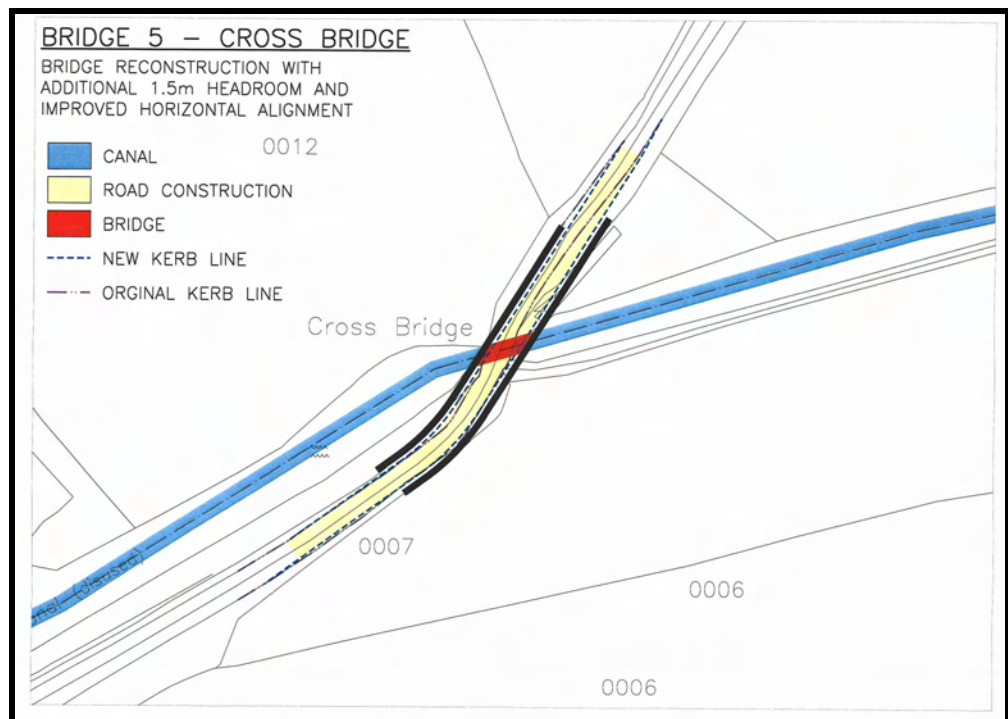 BRIDGE 5 – CROSS BRIDGE
BRIDGE RECONSTRUCTION WITH
ADDITIONAL 1.5m HEADROOM AND
IMPROVED HORIZONTAL ALIGNMENT
0012
CANAL
ROAD CONSTRUCTION
BRIDGE
NEW KERB LINE
ORGINAL KERB LINE
Cross Bridge
0007
(disused)
0006
0006